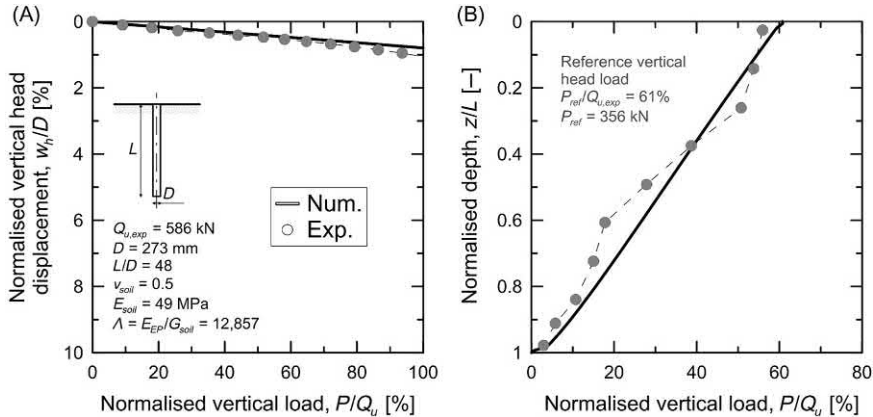 (A)
Normalised vertical head
displacement, w_h/D [%]
0
2
4
6
8
10
0
20
40
60
80
100
Normalised vertical load, P/Q_u [%]
L
D
Q_u,exp = 586 kN
D = 273 mm
L/D = 48
ν_soil = 0.5
E_soil = 49 MPa
Λ = E_EP/G_soil = 12,857
Num.
Exp.
(B)
Normalised depth, z/L [–]
0
0.2
0.4
0.6
0.8
1
0
20
40
60
80
Normalised vertical load, P/Q_u [%]
Reference vertical
head load
P_ref/Q_u,exp = 61%
P_ref = 356 kN